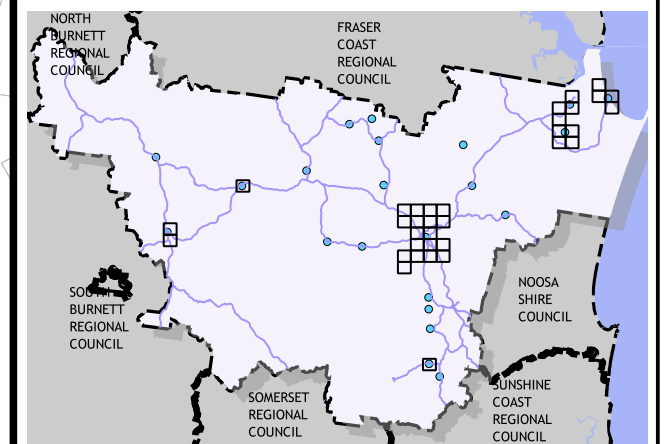 NORTH
BURNETT
REGIONAL
COUNCIL
FRASER
COAST
REGIONAL
COUNCIL
SOUTH
BURNETT
REGIONAL
COUNCIL
NOOSA
SHIRE
COUNCIL
SOMERSET
REGIONAL
COUNCIL
SUNSHINE
COAST
REGIONAL
COUNCIL